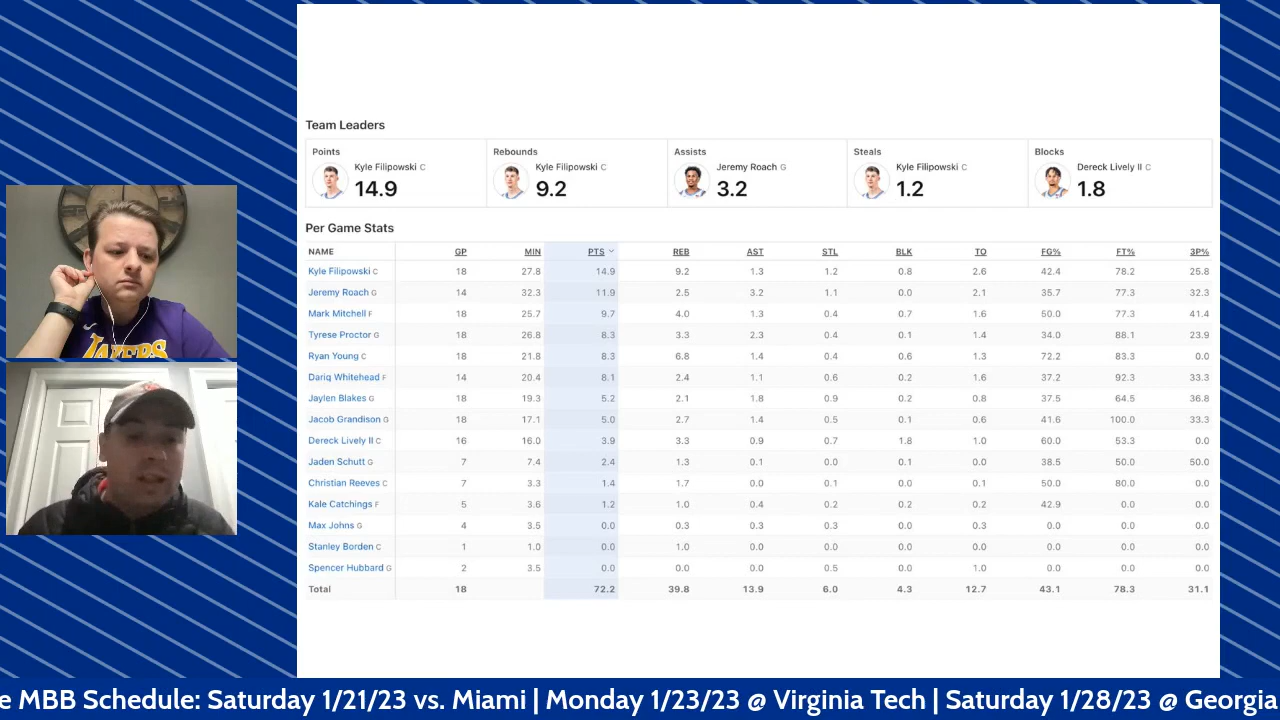 Team Leaders
Points Rebounds Assists Steals Blocks
Kyle Filipowski C Kyle Filipowski C Jeremy Roach G Kyle Filipowski C Dereck Lively II C
14.9 9.2 3.2 1.2 1.8
Per Game Stats
NAME GP MIN PTS REB AST STL BLK TO FG% FT% 3P%
Kyle Filipowski C 18 27.8 14.9 9.2 1.3 1.2 0.8 2.6 42.4 78.2 25.8
Jeremy Roach G 14 32.3 11.9 2.5 3.2 1.1 0.0 2.1 35.7 77.3 32.3
Mark Mitchell F 18 25.7 9.7 4.0 1.3 0.4 0.7 1.6 50.0 77.3 41.4
Tyrese Proctor G 18 26.8 8.3 3.3 2.3 0.4 0.1 1.4 34.0 88.1 23.9
Ryan Young C 18 21.8 8.3 6.8 1.4 0.4 0.6 1.3 72.2 83.3 0.0
Dariq Whitehead F 14 20.4 8.1 2.4 1.1 0.6 0.2 1.6 37.2 92.3 33.3
Jaylen Blakes G 18 19.3 5.2 2.1 1.8 0.9 0.2 0.8 37.5 64.5 36.8
Jacob Grandison G 18 17.1 5.0 2.7 1.4 0.5 0.1 0.6 41.6 100.0 33.3
Dereck Lively II C 16 16.0 3.9 3.3 0.9 0.7 1.8 1.0 60.0 53.3 0.0
Jaden Schutt G 7 7.4 2.4 1.3 0.1 0.0 0.1 0.0 38.5 50.0 50.0
Christian Reeves C 7 3.3 1.4 1.7 0.0 0.1 0.0 0.1 50.0 80.0 0.0
Kale Catchings F 5 3.6 1.2 1.0 0.4 0.2 0.2 0.2 42.9 0.0 0.0
Max Johns G 4 3.5 0.0 0.3 0.3 0.3 0.0 0.3 0.0 0.0 0.0
Stanley Borden C 1 1.0 0.0 1.0 0.0 0.0 0.0 0.0 0.0 0.0 0.0
Spencer Hubbard G 2 3.5 0.0 0.0 0.0 0.5 0.0 1.0 0.0 0.0 0.0
Total 18 72.2 39.8 13.9 6.0 4.3 12.7 43.1 78.3 31.1
LAKERS
e MBB Schedule: Saturday 1/21/23 vs. Miami | Monday 1/23/23 @ Virginia Tech | Saturday 1/28/23 @ Georgia